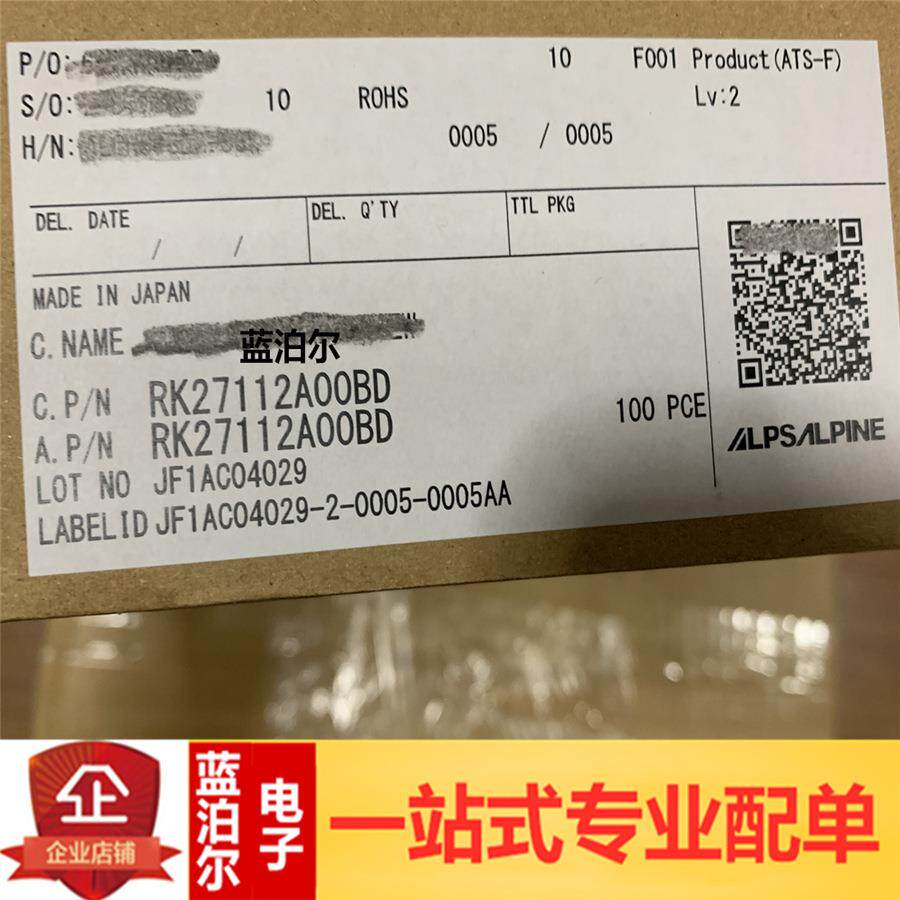 P/O: 10 F001 Product(ATS-F)
S/O: 10 ROHS Lv:2
H/N: 0005 / 0005
DEL. DATE DEL. Q'TY TTL PKG
/ /
MADE IN JAPAN
C. NAME
蓝泊尔
C. P/N RK27112A00BD
A. P/N RK27112A00BD
100 PCE
LOT NO JF1AC04029
LABELID JF1AC04029-2-0005-0005AA
ALPSALPINE
企
企业店铺
蓝泊尔
电子
一站式专业配单